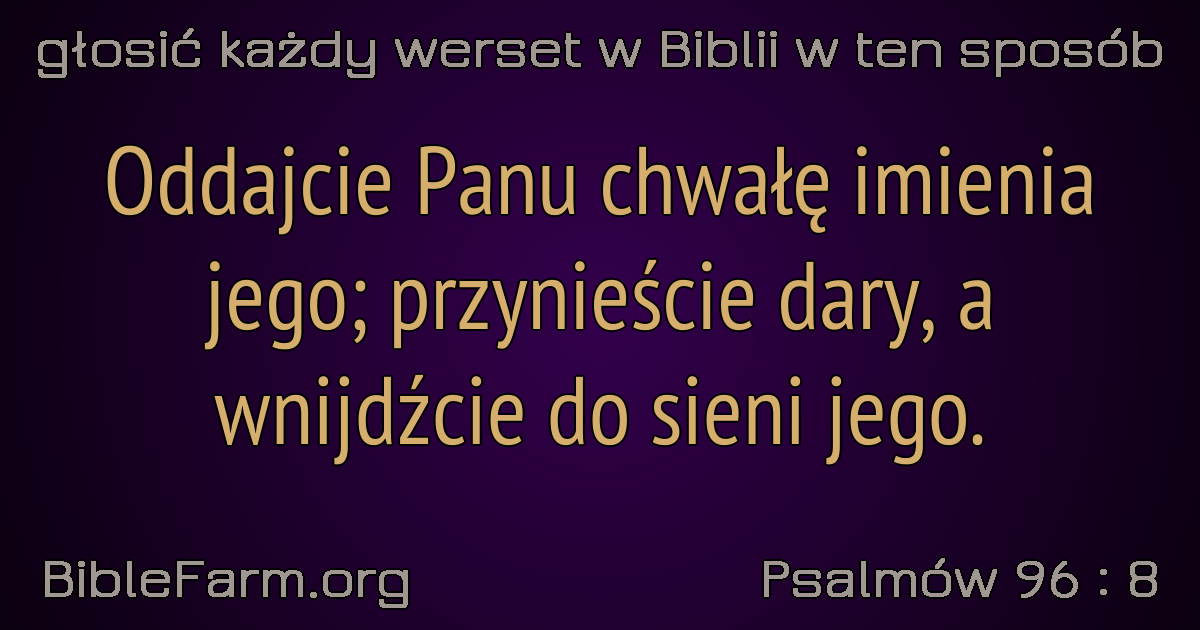 głosić każdy werset w Biblii w ten sposób
Oddajcie Panu chwałę imienia
jego; przynieście dary, a
wnijdźcie do sieni jego.
BibleFarm.org
Psalmów 96 : 8